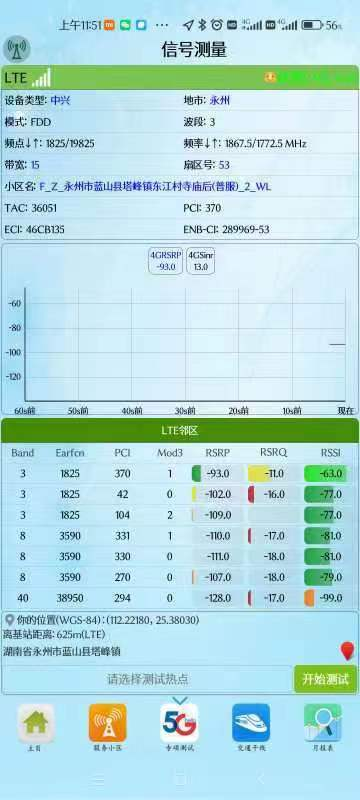 上午11:51 ··· HD 4G HD 4G 56
信号测量
LTE
设备类型: 中兴 地市: 永州
模式: FDD 波段: 3
频点↓↑: 1825/19825 频率↓↑: 1867.5/1772.5 MHz
带宽: 15 扇区号: 53
小区名: F_Z_永州市蓝山县塔峰镇东江村寺庙后(普服)_2_WL
TAC: 36051 PCI: 370
ECI: 46CB135 ENB-CI: 289969-53
4GRSRP 4GSinr
-93.0 13.0
-60
-80
-100
-120
60s前 50s前 40s前 30s前 20s前 10s前 现在
LTE邻区
Band Earfcn PCI Mod3 RSRP RSRQ RSSI
3 1825 370 1 -93.0 -11.0 -63.0
3 1825 42 0 -102.0 -16.0 -77.0
3 1825 104 2 -109.0 -77.0
8 3590 331 1 -110.0 -17.0 -81.0
8 3590 330 0 -111.0 -18.0 -81.0
8 3590 270 0 -107.0 -18.0 -79.0
40 38950 294 0 -128.0 -17.0 -99.0
你的位置(WGS-84):(112.22180, 25.38030)
离基站距离: 625m(LTE)
湖南省永州市蓝山县塔峰镇
请选择测试热点 开始测试
5G
主页 服务小区 专项测试 交通干线 月报表